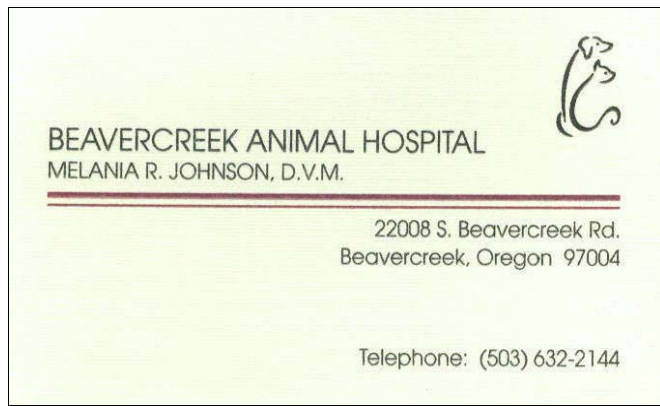 BEAVERCREEK ANIMAL HOSPITAL
MELANIA R. JOHNSON, D.V.M.
22008 S. Beavercreek Rd.
Beavercreek, Oregon 97004
Telephone: (503) 632-2144